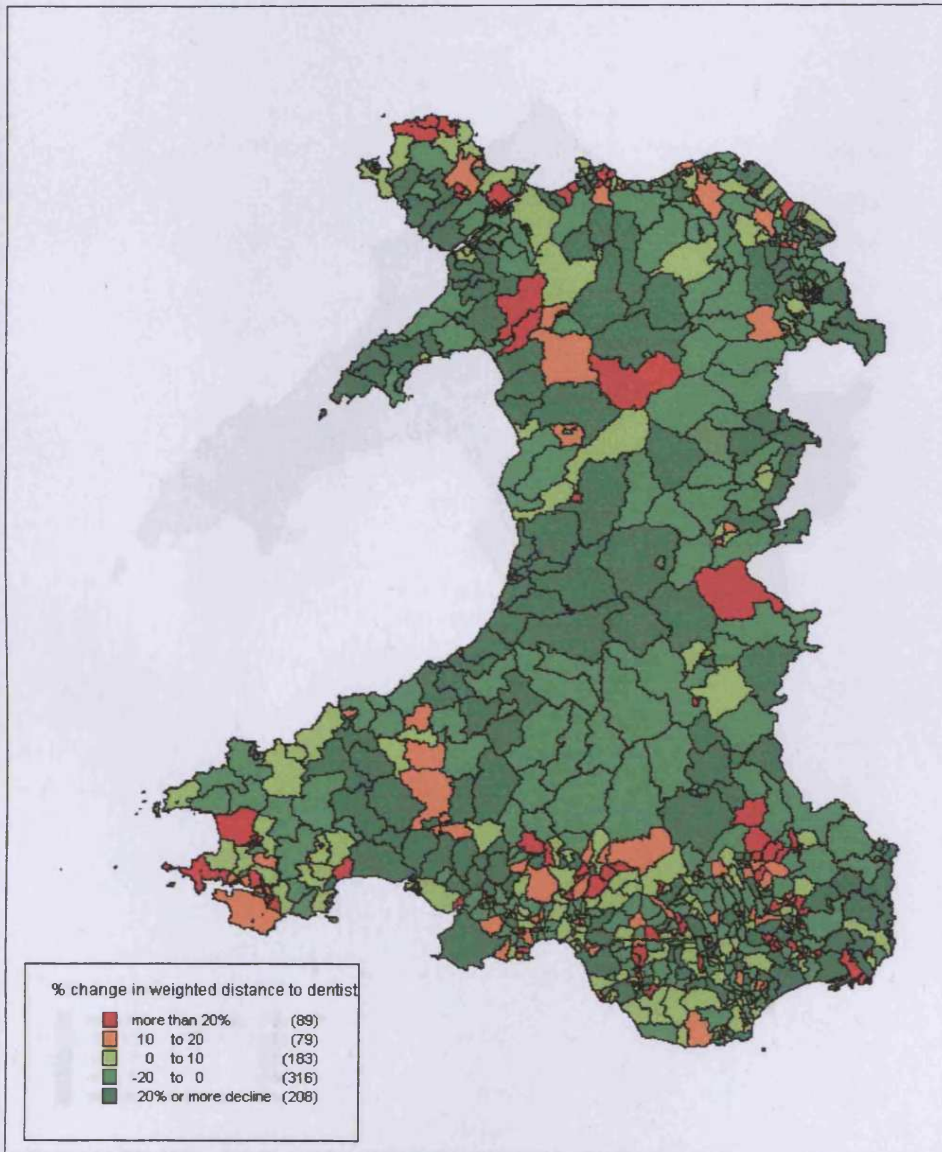 % change in weighted distance to dentist
more than 20% (89)
10 to 20 (79)
0 to 10 (183)
-20 to 0 (316)
20% or more decline (208)